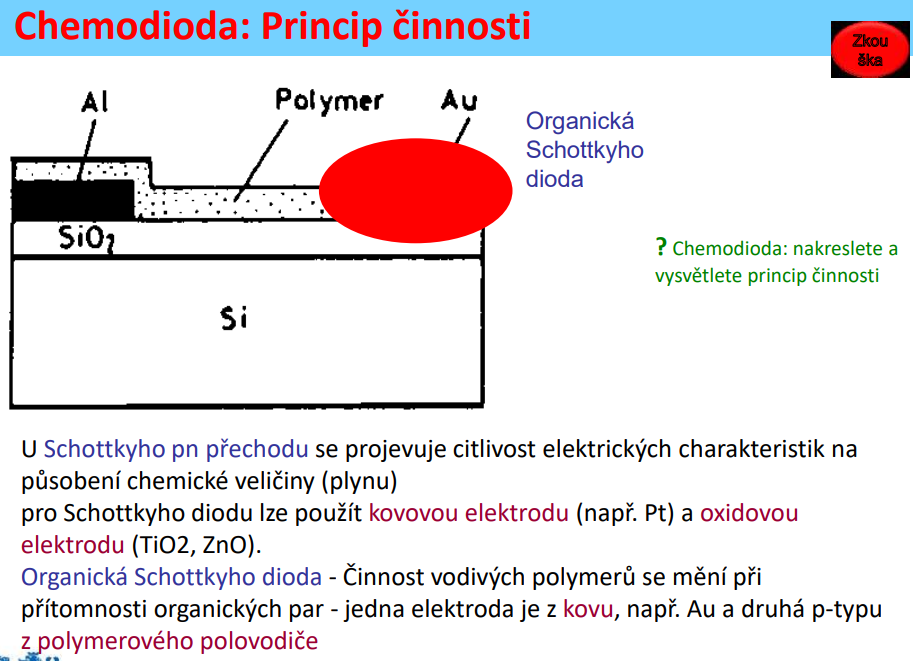 Chemodioda: Princip činnosti
Zkou
ška
Al
Polymer
Au
Organická
Schottkyho
dioda
SiO2
? Chemodioda: nakreslete a
vysvětlete princip činnosti
Si
U Schottkyho pn přechodu se projevuje citlivost elektrických charakteristik na
působení chemické veličiny (plynu)
pro Schottkyho diodu lze použít kovovou elektrodu (např. Pt) a oxidovou
elektrodu (TiO2, ZnO).
Organická Schottkyho dioda - Činnost vodivých polymerů se mění při
přítomnosti organických par - jedna elektroda je z kovu, např. Au a druhá p-typu
z polymerového polovodiče